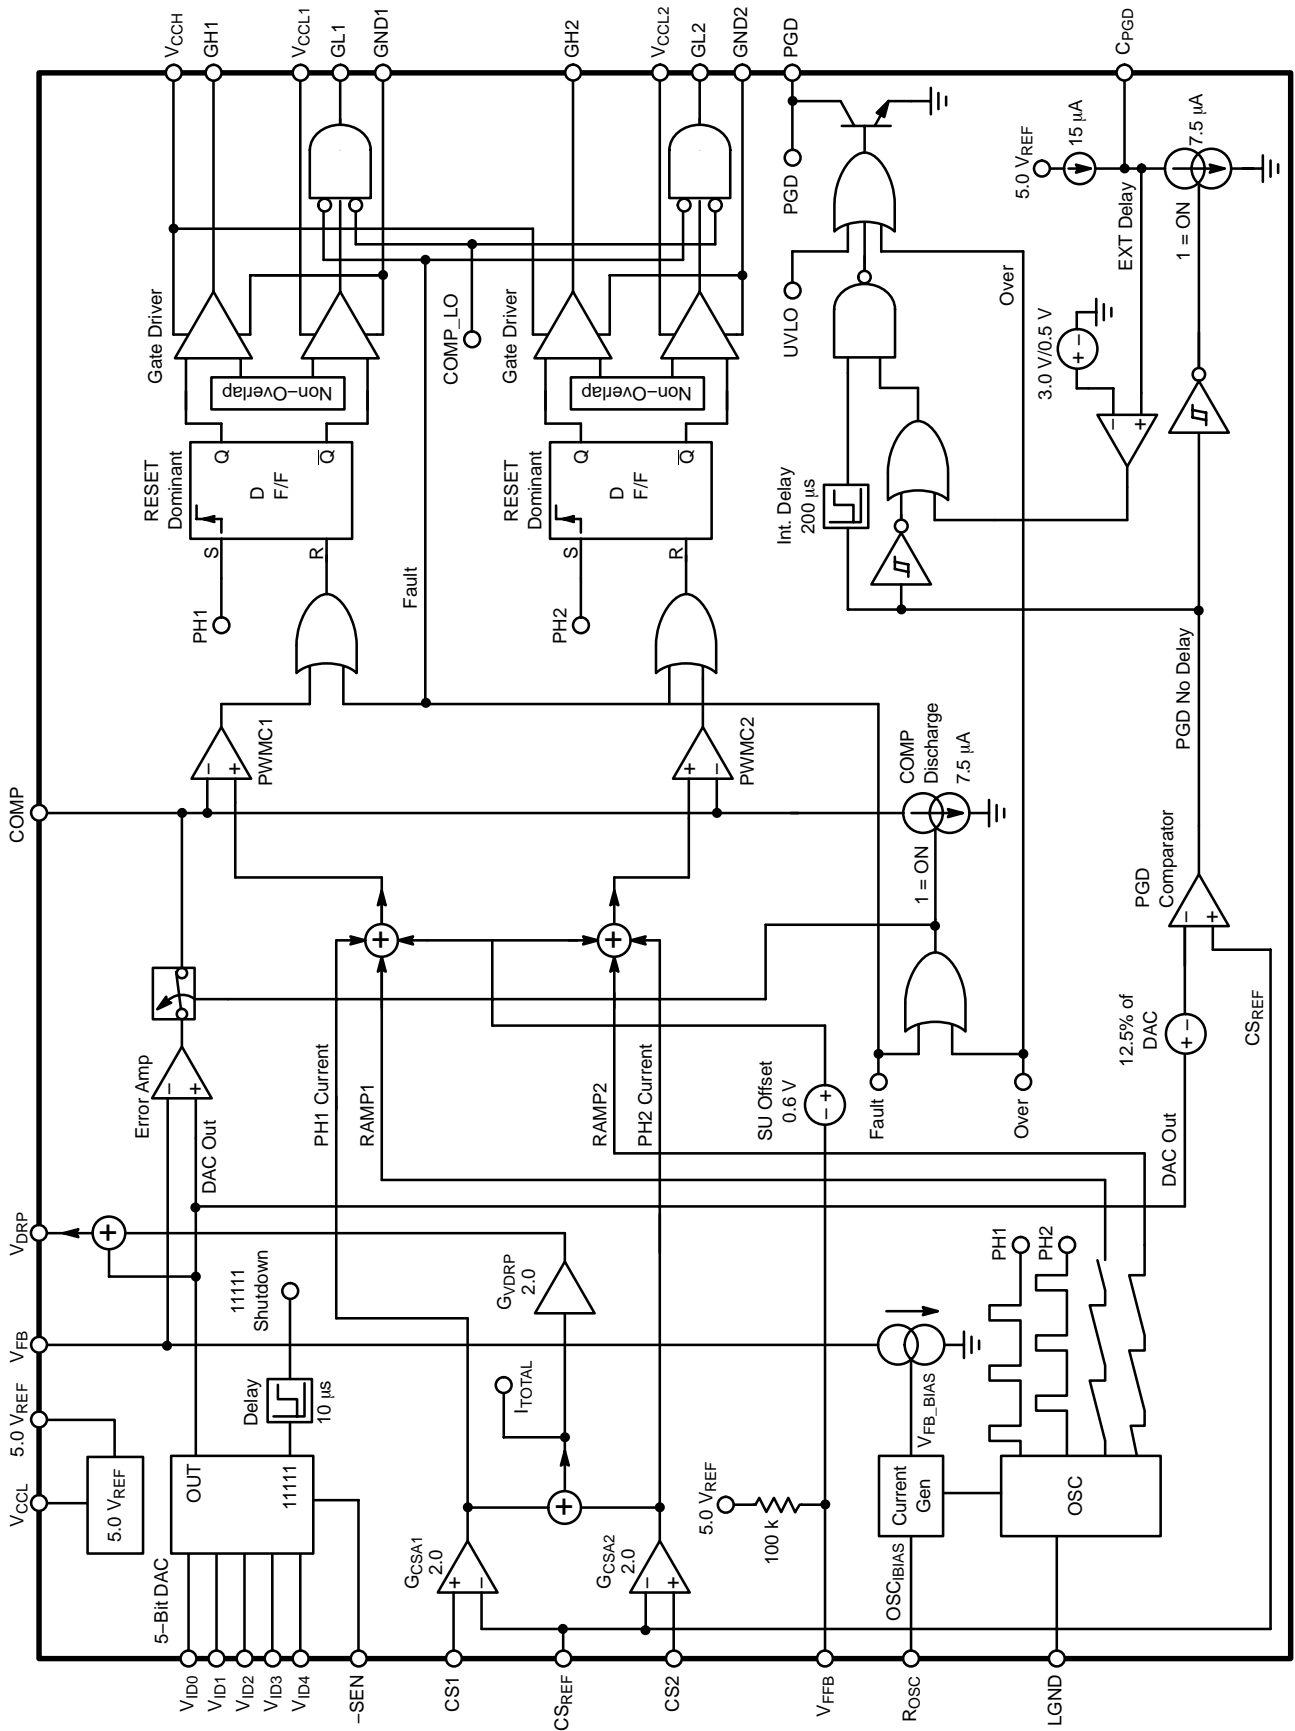 VCCH
GH1
VCCL1
GL1
GND1
GH2
VCCL2
GL2
GND2
PGD
CPGD
Gate Driver
Non–Overlap
RESET
Dominant
S
R
Q
Q
D
F/F
PH1
COMP_LO
Gate Driver
Non–Overlap
RESET
Dominant
S
R
Q
Q
D
F/F
PH2
Fault
PGD
UVLO
Over
Int. Delay
200 μs
5.0 VREF
15 μA
EXT Delay
7.5 μA
1 = ON
3.0 V/0.5 V
+ −
−
+
PGD No Delay
COMP
−
+
PWMC1
+
−
PWMC2
COMP
Discharge
7.5 μA
1 = ON
+
+
PGD
Comparator
−
+
Error Amp
−
+
DAC Out
PH1 Current
RAMP1
RAMP2
PH2 Current
SU Offset
0.6 V
− +
Fault
Over
12.5% of
DAC
+ −
DAC Out
CSREF
VDRP
+
VFB
5.0 VREF
VCCL
5.0 VREF
5–Bit DAC
OUT
11111
Delay
10 μs
11111
Shutdown
GVDRP
2.0
ITOTAL
+
GCSA1
2.0
+
−
GCSA2
2.0
−
+
5.0 VREF
100 k
Current
Gen
VFB_BIAS
OSCIBIAS
OSC
PH1
PH2
VID0
VID1
VID2
VID3
VID4
–SEN
CS1
CSREF
CS2
VFFB
ROSC
LGND